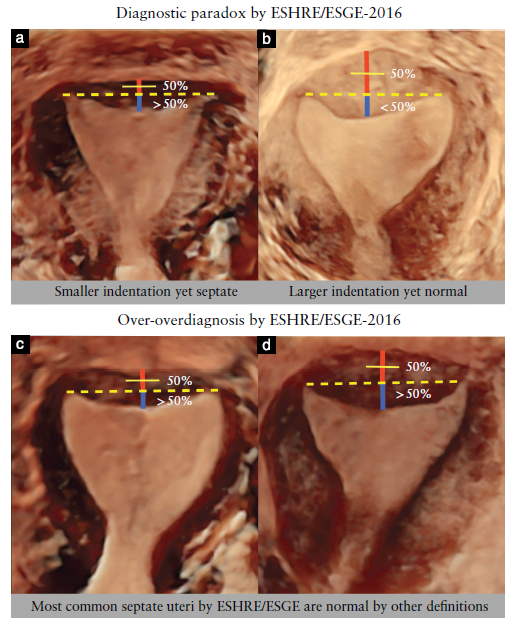 Diagnostic paradox by ESHRE/ESGE-2016
a
50%
>50%
b
50%
<50%
Smaller indentation yet septate
Larger indentation yet normal
Over-overdiagnosis by ESHRE/ESGE-2016
c
50%
>50%
d
50%
>50%
Most common septate uteri by ESHRE/ESGE are normal by other definitions